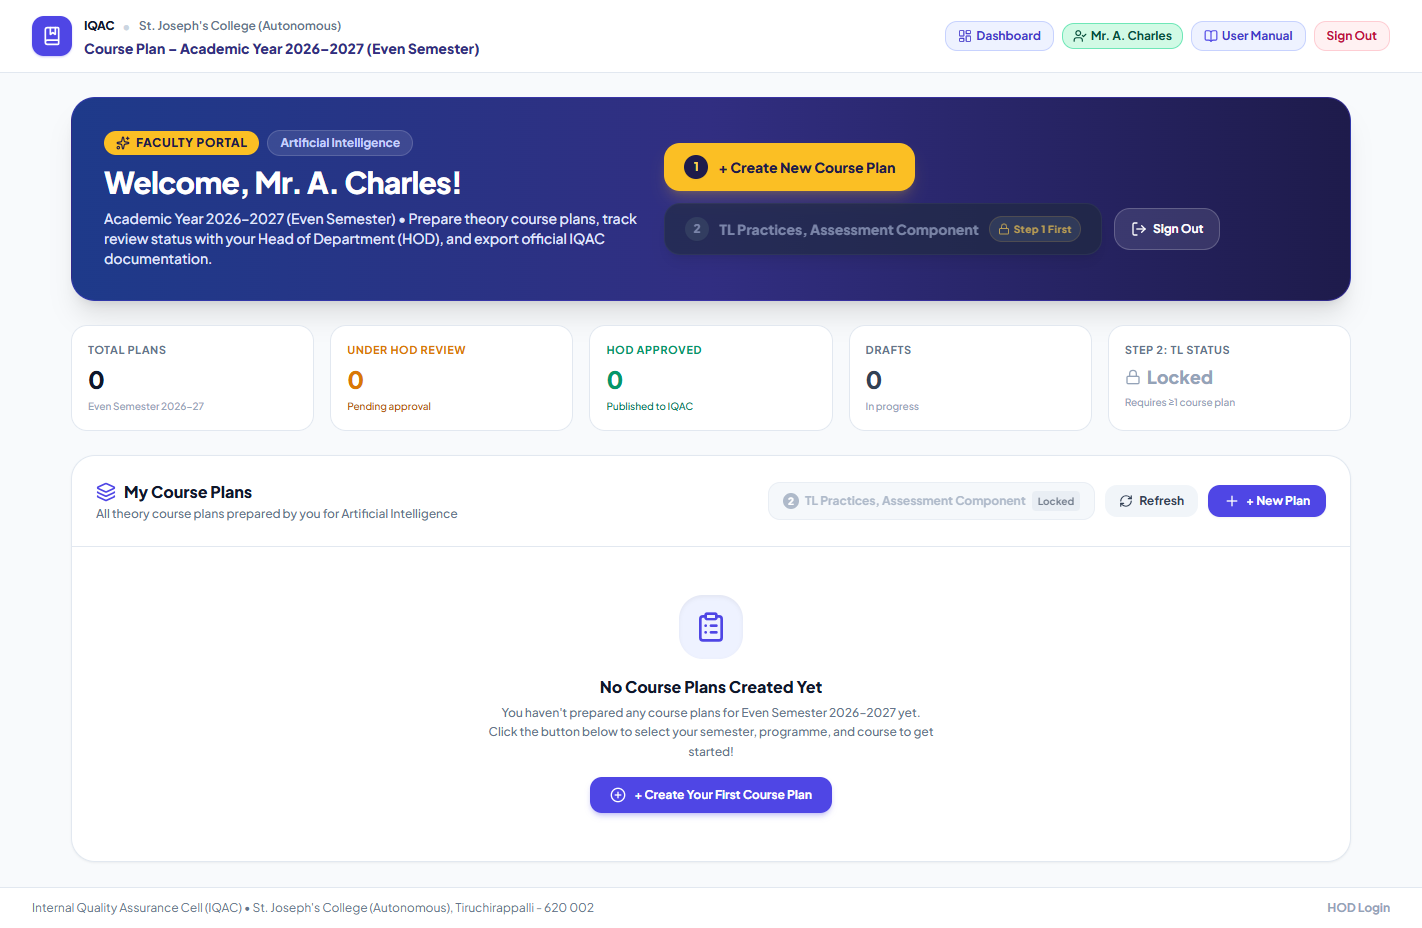 IQAC • St. Joseph's College (Autonomous)
Course Plan – Academic Year 2026–2027 (Even Semester)
Dashboard
Mr. A. Charles
User Manual
Sign Out
FACULTY PORTAL
Artificial Intelligence
Welcome, Mr. A. Charles!
Academic Year 2026–2027 (Even Semester) • Prepare theory course plans, track
review status with your Head of Department (HOD), and export official IQAC
documentation.
1 + Create New Course Plan
2 TL Practices, Assessment Component Step 1 First
Sign Out
TOTAL PLANS
0
Even Semester 2026–27
UNDER HOD REVIEW
0
Pending approval
HOD APPROVED
0
Published to IQAC
DRAFTS
0
In progress
STEP 2: TL STATUS
Locked
Requires ≥1 course plan
My Course Plans
All theory course plans prepared by you for Artificial Intelligence
2 TL Practices, Assessment Component Locked
Refresh
+ New Plan
No Course Plans Created Yet
You haven't prepared any course plans for Even Semester 2026–2027 yet.
Click the button below to select your semester, programme, and course to get
started!
+ Create Your First Course Plan
Internal Quality Assurance Cell (IQAC) • St. Joseph's College (Autonomous), Tiruchirappalli - 620 002
HOD Login